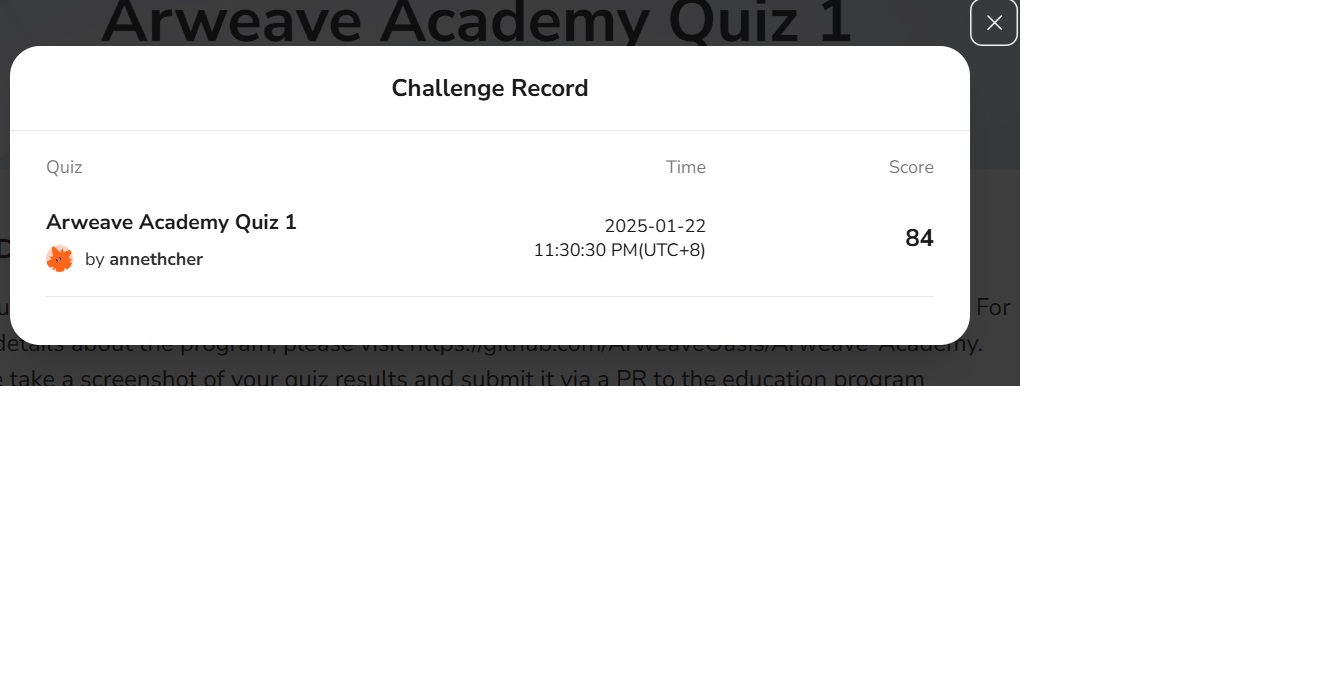 Arweave Academy Quiz 1
Challenge Record
Quiz Time Score
Arweave Academy Quiz 1
by annethcher
2025-01-22
11:30:30 PM(UTC+8)
84
For
details about the program, please visit https://github.com/ArweaveOasis/Arweave-Academy.
take a screenshot of your quiz results and submit it via a PR to the education program